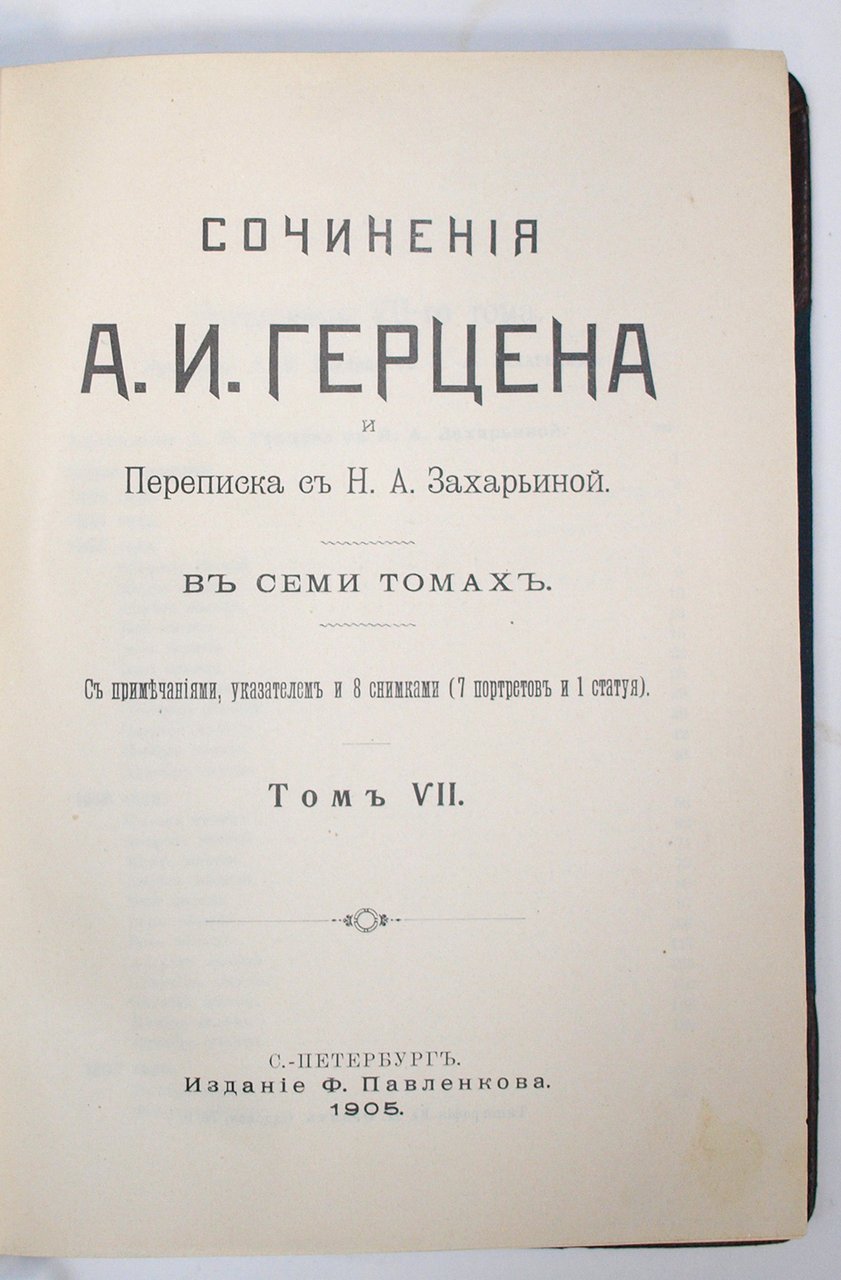 СОЧИНЕНІЯ
А. И. ГЕРЦЕНА
и
Переписка съ Н. А. Захарьиной.
ВЪ СЕМИ ТОМАХЪ.
Съ примѣчаніями, указателемъ и 8 снимками (7 портретовъ и 1 статуя).
Томъ VII.
С.-ПЕТЕРБУРГЪ.
Изданіе Ф. Павленкова.
1905.